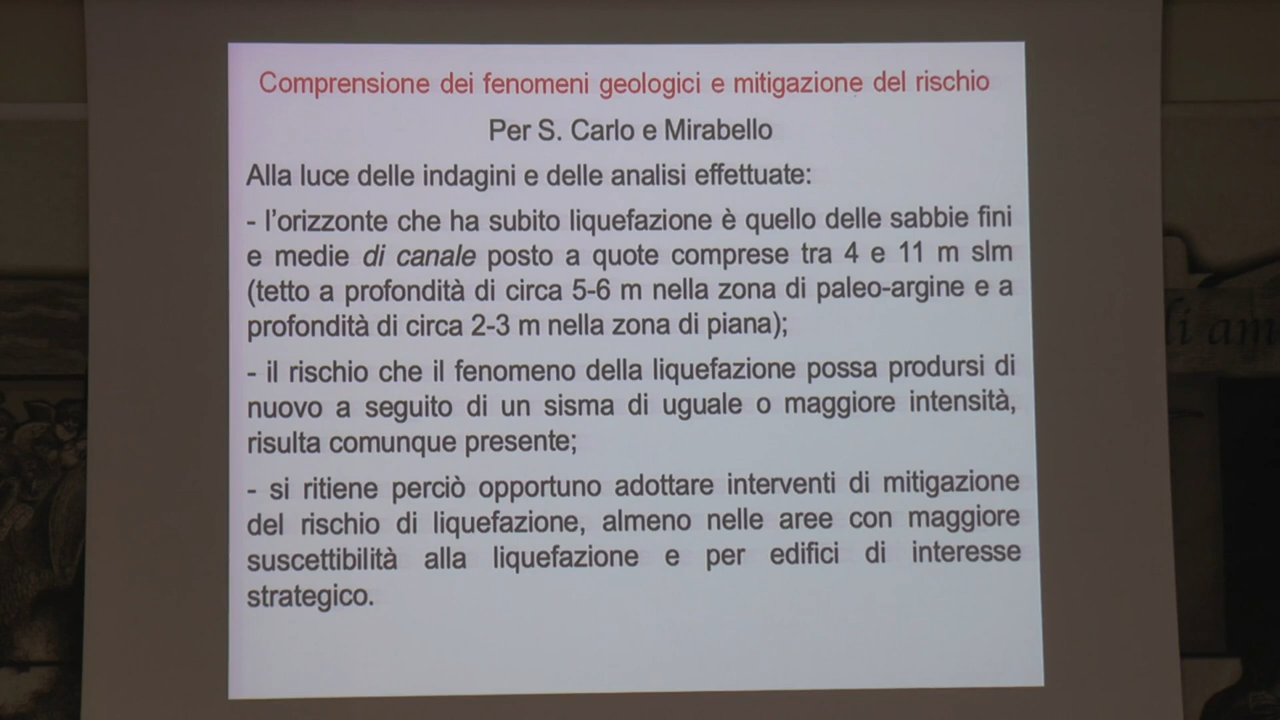 Comprensione dei fenomeni geologici e mitigazione del rischio
Per S. Carlo e Mirabello
Alla luce delle indagini e delle analisi effettuate:
- l’orizzonte che ha subito liquefazione è quello delle sabbie fini
e medie di canale posto a quote comprese tra 4 e 11 m slm
(tetto a profondità di circa 5-6 m nella zona di paleo-argine e a
profondità di circa 2-3 m nella zona di piana);
- il rischio che il fenomeno della liquefazione possa prodursi di
nuovo a seguito di un sisma di uguale o maggiore intensità,
risulta comunque presente;
- si ritiene perciò opportuno adottare interventi di mitigazione
del rischio di liquefazione, almeno nelle aree con maggiore
suscettibilità alla liquefazione e per edifici di interesse
strategico.